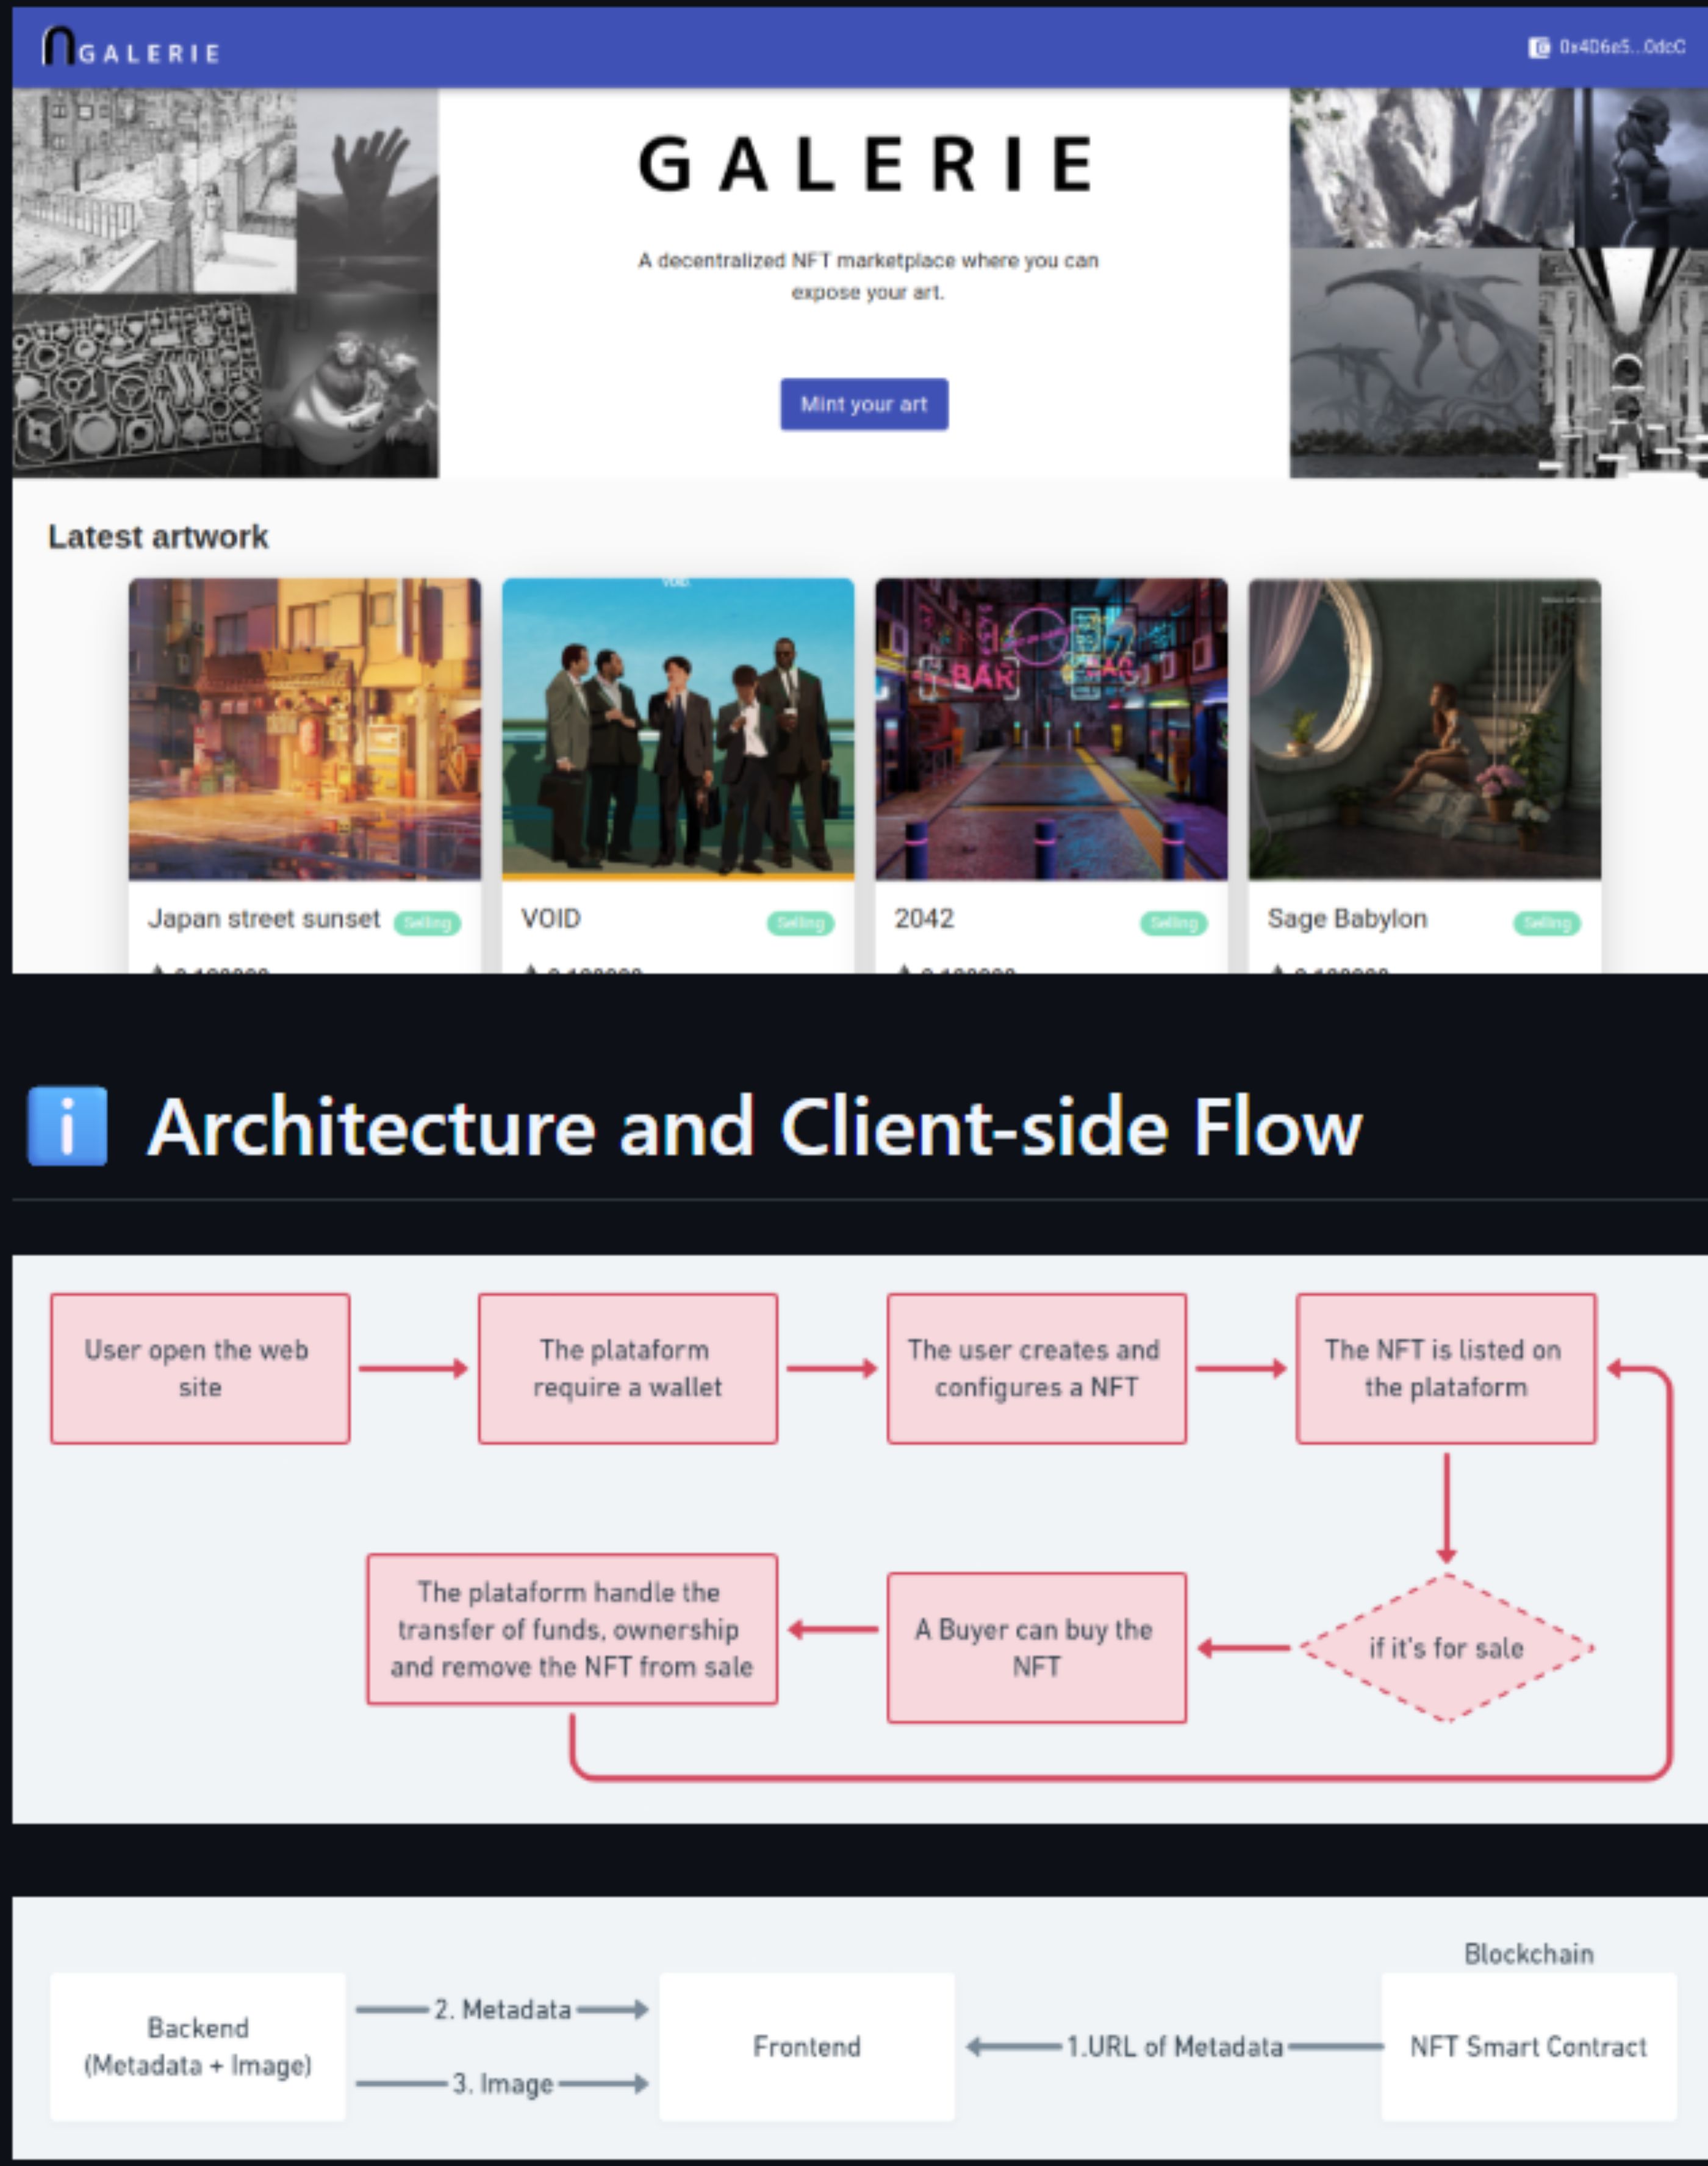 GALERIE
0x4D6e5...0dcC
GALERIE
A decentralized NFT marketplace where you can
expose your art.
Mint your art
Latest artwork
VOID.
BAR
Japan street sunset
Selling
VOID
Selling
2042
Selling
Sage Babylon
Selling
Architecture and Client-side Flow
User open the web
site
The plataform
require a wallet
The user creates and
configures a NFT
The NFT is listed on
the plataform
The plataform handle the
transfer of funds, ownership
and remove the NFT from sale
A Buyer can buy the
NFT
if it's for sale
Blockchain
Backend
(Metadata + Image)
2. Metadata
3. Image
Frontend
1.URL of Metadata
NFT Smart Contract